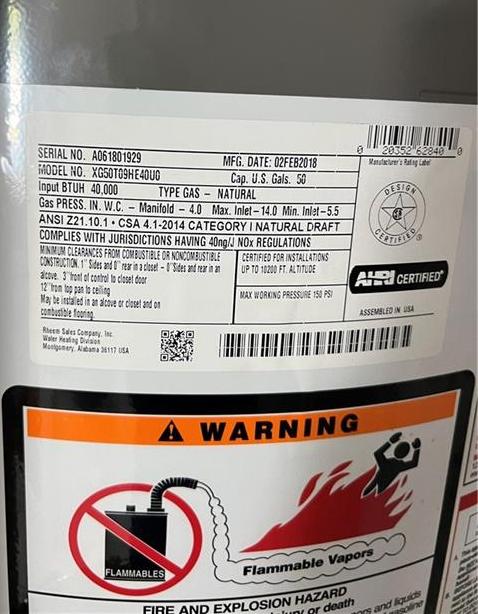 0 20352 62840 0
SERIAL NO. A061801929 MFG. DATE: 02FEB2018
Manufacturer's Rating Label
MODEL NO. XG50T09HE40U0 Cap. U.S. Gals. 50
Input BTUH 40,000 TYPE GAS - NATURAL
Gas PRESS. IN. W.C. - Manifold - 4.0 Max. Inlet-14.0 Min. Inlet-5.5
ANSI Z21.10.1 • CSA 4.1-2014 CATEGORY I NATURAL DRAFT
COMPLIES WITH JURISDICTIONS HAVING 40ng/J NOx REGULATIONS
DESIGN
CERTIFIED
MINIMUM CLEARANCES FROM COMBUSTIBLE OR NONCOMBUSTIBLE
CONSTRUCTION. 1" Sides and 0" rear in a closet - 0" Sides and rear in an
alcove. 3" front of control to closet door
12" from top pan to ceiling
May be installed in an alcove or closet and on
combustible flooring.
CERTIFIED FOR INSTALLATIONS
UP TO 10200 FT. ALTITUDE
MAX WORKING PRESSURE 150 PSI
AHRI CERTIFIED®
ASSEMBLED IN USA
Rheem Sales Company, Inc.
Water Heating Division
Montgomery, Alabama 36117 USA
WARNING
FLAMMABLES
Flammable Vapors
FIRE AND EXPLOSION HAZARD
injury or death
and liquids
gasoline